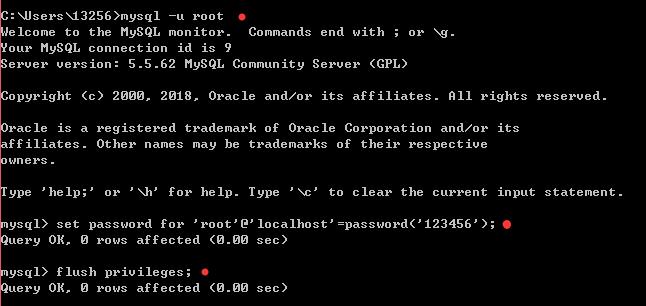 C:\Users\13256>mysql -u root
Welcome to the MySQL monitor.  Commands end with ; or \g.
Your MySQL connection id is 9
Server version: 5.5.62 MySQL Community Server (GPL)
Copyright (c) 2000, 2018, Oracle and/or its affiliates. All rights reserved.
Oracle is a registered trademark of Oracle Corporation and/or its
affiliates. Other names may be trademarks of their respective
owners.
Type 'help;' or '\h' for help. Type '\c' to clear the current input statement.
mysql> set password for 'root'@'localhost'=password('123456');
Query OK, 0 rows affected (0.00 sec)
mysql> flush privileges;
Query OK, 0 rows affected (0.00 sec)